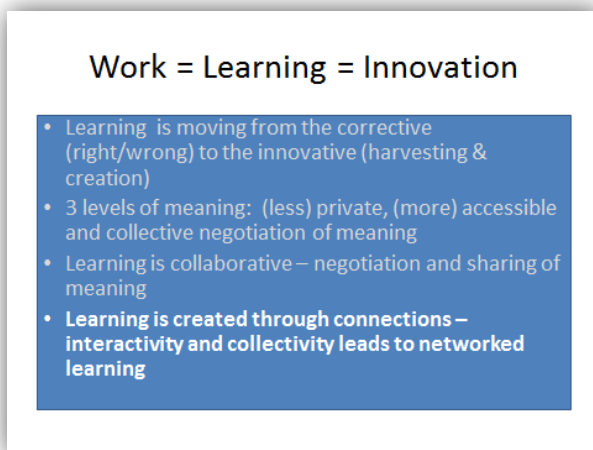 Work = Learning = Innovation
• Learning is moving from the corrective
(right/wrong) to the innovative (harvesting &
creation)
• 3 levels of meaning: (less) private, (more) accessible
and collective negotiation of meaning
• Learning is collaborative – negotiation and sharing of
meaning
• Learning is created through connections –
interactivity and collectivity leads to networked
learning